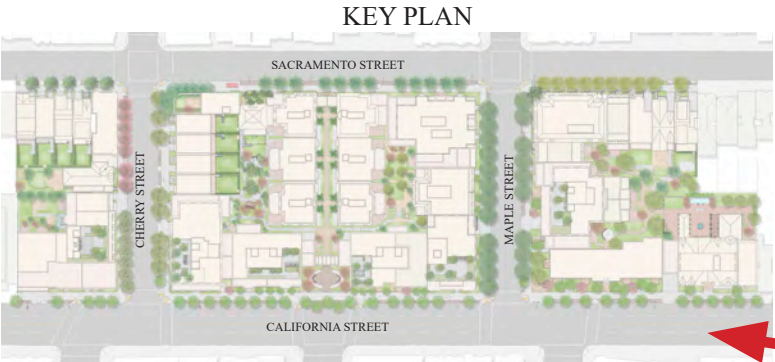 KEY PLAN
SACRAMENTO STREET
CHERRY STREET
MAPLE STREET
CALIFORNIA STREET